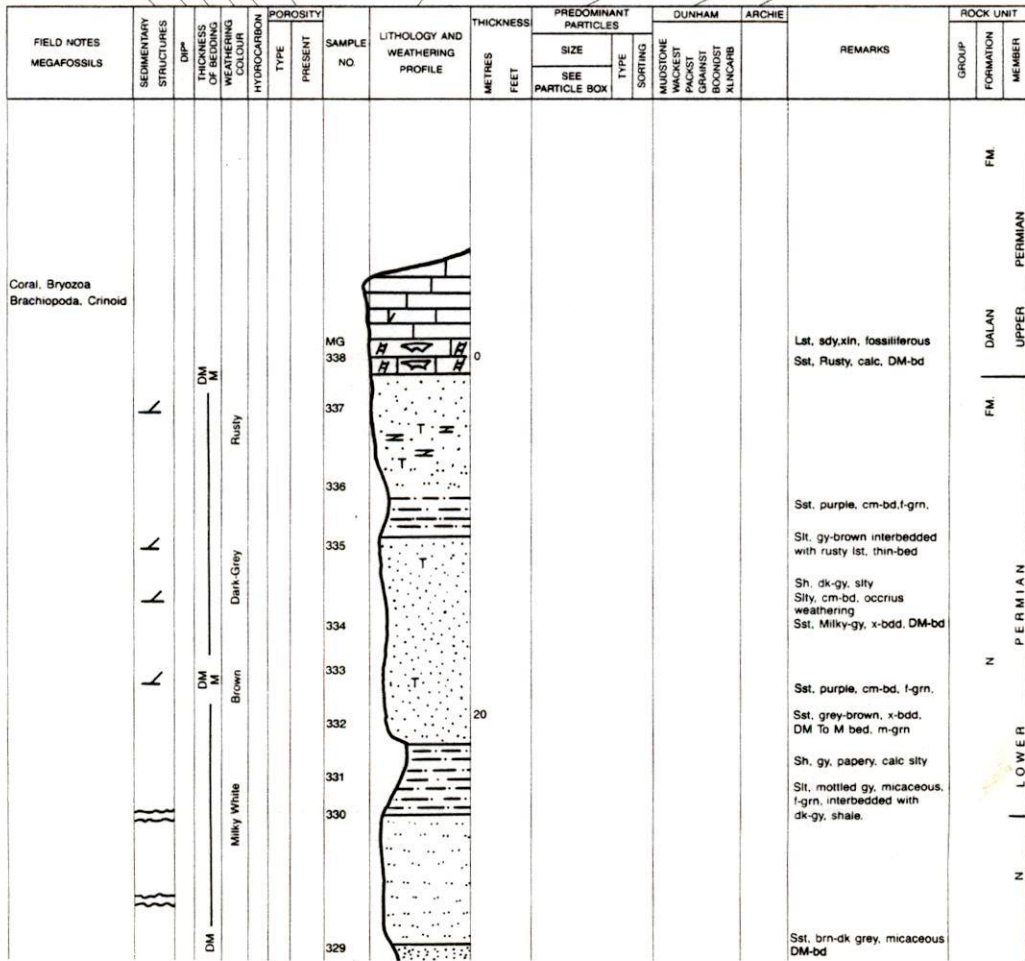 FIELD NOTES
MEGAFOSSILS
SEDIMENTARY
STRUCTURES
DIP°
THICKNESS
OF BEDDING
WEATHERING
COLOUR
HYDROCARBON
POROSITY
TYPE
PRESENT
SAMPLE
NO.
LITHOLOGY AND
WEATHERING
PROFILE
THICKNESS
METRES
FEET
PREDOMINANT
PARTICLES
SIZE
SEE
PARTICLE BOX
TYPE
SORTING
DUNHAM
MUDSTONE
WACKEST
PACKST
GRAINST
BOONDST
XLNCARB
ARCHIE
REMARKS
ROCK UNIT
GROUP
FORMATION
MEMBER
Coral, Bryozoa
Brachiopoda, Crinoid
DM
M
DM
M
DM
Rusty
Dark-Grey
Brown
Milky White
MG
338
337
336
335
334
333
332
331
330
329
T
T
T
T
0
20
Lst, sdy,xln, fossiliferous
Sst, Rusty, calc, DM-bd
Sst, purple, cm-bd,f-grn,
Slt, gy-brown interbedded
with rusty lst, thin-bed
Sh, dk-gy, slty
Slty, cm-bd, occrius
weathering
Sst, Milky-gy, x-bdd, DM-bd
Sst, purple, cm-bd, f-grn,
Sst, grey-brown, x-bdd,
DM To M bed, m-grn
Sh, gy, papery, calc slty
Slt, mottled gy, micaceous,
f-grn, interbedded with
dk-gy, shale.
Sst, brn-dk grey, micaceous
DM-bd
DALAN FM.
UPPER PERMIAN
FM.
N
N
LOWER PERMIAN